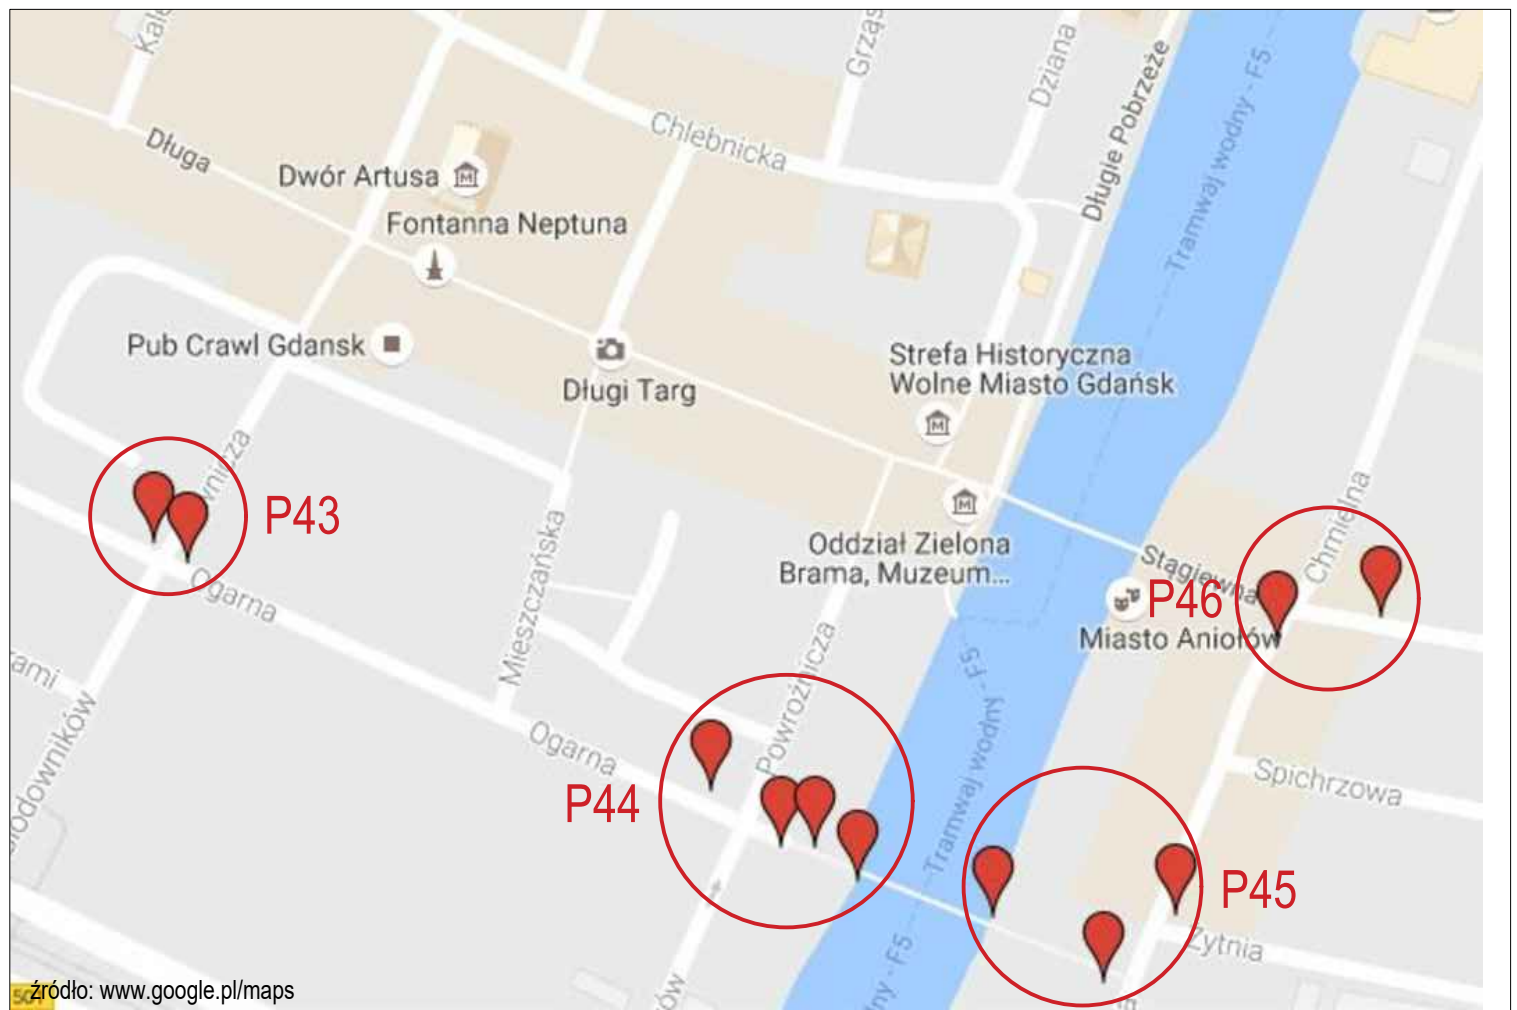 Długa
Chlebnicka
Długie Pobrzeże
Tramwaj wodny - F5
Dwór Artusa
Fontanna Neptuna
Pub Crawl Gdansk
Długi Targ
Strefa Historyczna
Wolne Miasto Gdańsk
Oddział Zielona
Brama, Muzeum...
Stągiewna
Chmielna
Miasto Aniołów
P43
P46
Ogarna
Mieszczańska
Powroźnicza
F5
Ogarna
Tramwaj wodny - F5
P44
Spichrzowa
P45
Żytnia
źródło: www.google.pl/maps